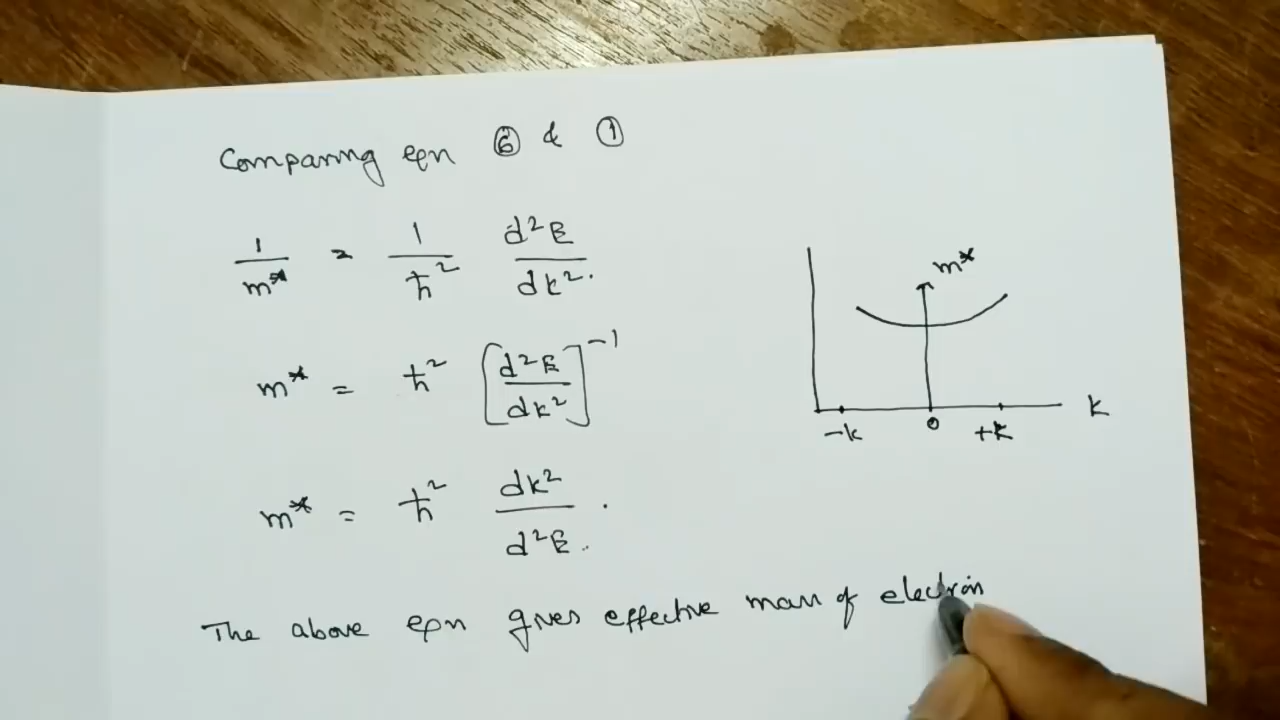 Comparing eqn ⑥ & ①
1/m* = 1/ħ² d²E/dk².
m* = ħ² [d²E/dk²]⁻¹
m* = ħ² dk²/d²E.
m*
k
-k 0 +k
The above eqn gives effective mass of electron